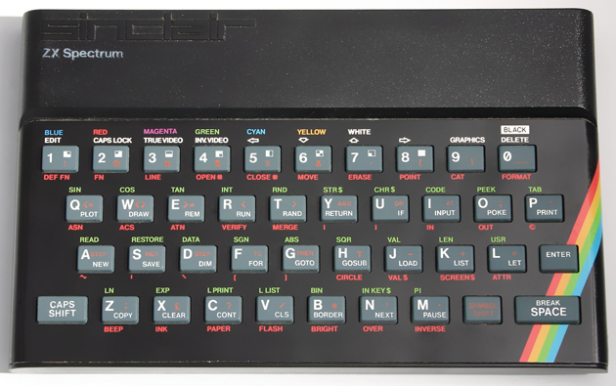 sinclair
ZX Spectrum
BLUE RED MAGENTA GREEN CYAN YELLOW WHITE BLACK
EDIT CAPS LOCK TRUE VIDEO INV. VIDEO GRAPHICS DELETE
1 2 3 4 5 6 7 8 9 0
DEF FN FN LINE OPEN # CLOSE # MOVE ERASE POINT CAT FORMAT
SIN COS TAN INT RND STR $ CHR $ CODE PEEK TAB
Q W E R T Y U I O P
PLOT DRAW REM RUN RAND RETURN IF INPUT POKE PRINT
ASN ACS ATN VERIFY MERGE [ ] IN OUT ©
READ RESTORE DATA SGN ABS SQR VAL LEN USR
A S D F G H J K L ENTER
NEW SAVE DIM FOR GOTO GOSUB LOAD LIST LET
CIRCLE VAL $ SCREEN $ ATTR
LN EXP L PRINT L LIST BIN IN KEY $ PI
CAPS SHIFT Z X C V B N M BREAK SPACE
COPY CLEAR CONT CLS BORDER NEXT PAUSE
BEEP INK PAPER FLASH BRIGHT OVER INVERSE